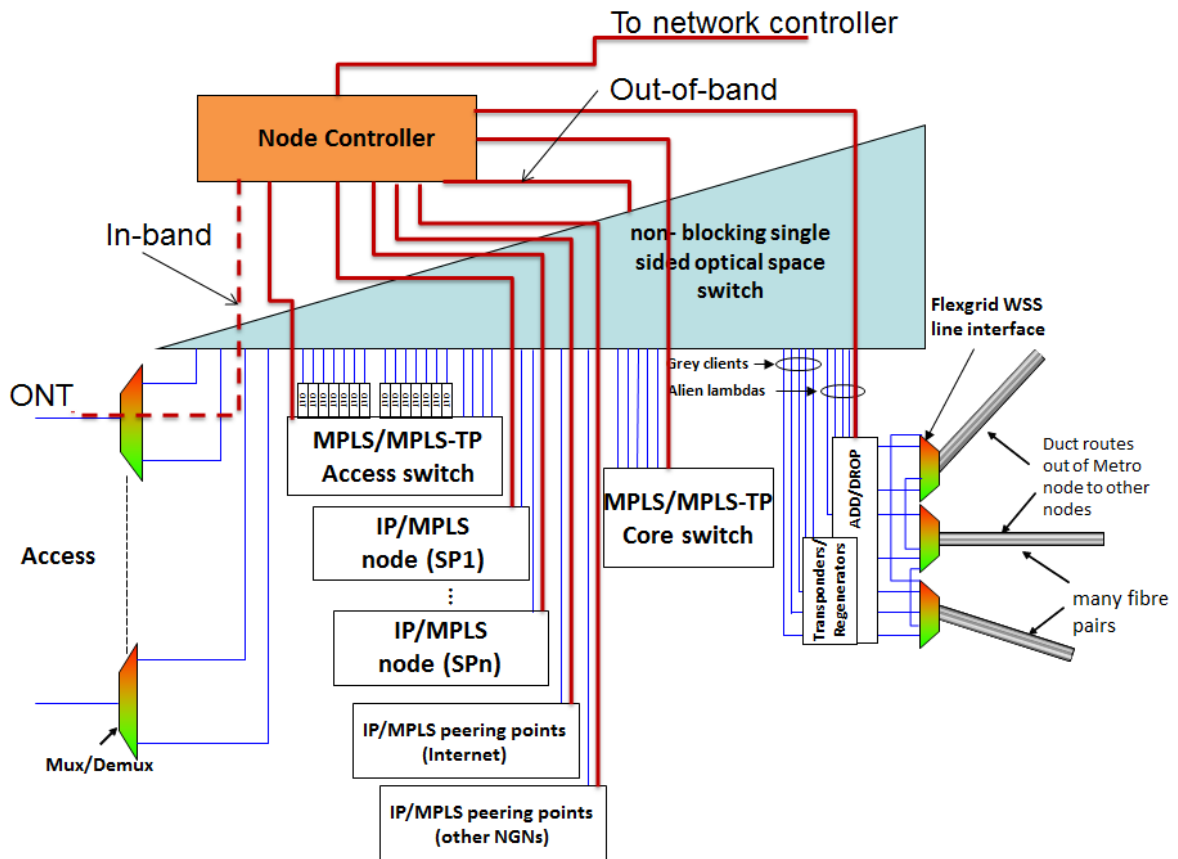 To network controller
Out-of-band
Node Controller
In-band
non- blocking single
sided optical space
switch
Flexgrid WSS
line interface
Grey clients
Alien lambdas
ONT
MPLS/MPLS-TP
Access switch
IP/MPLS
node (SP1)
...
IP/MPLS
node (SPn)
MPLS/MPLS-TP
Core switch
ADD/DROP
Transponders/
Regenerators
Duct routes
out of Metro
node to other
nodes
many fibre
pairs
Access
Mux/Demux
IP/MPLS peering points
(Internet)
IP/MPLS peering points
(other NGNs)